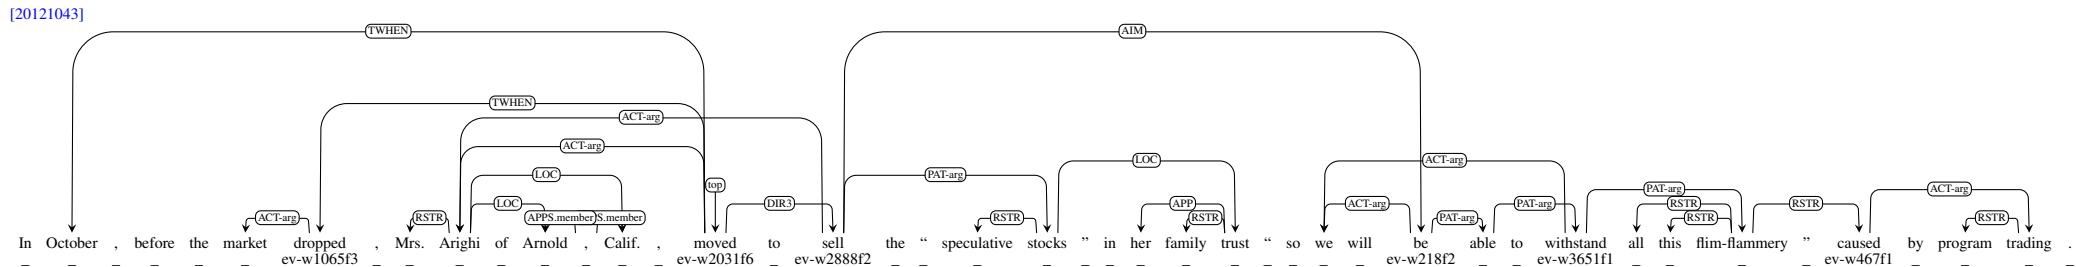 [20121043]
TWHEN AIM
TWHEN
ACT-arg
ACT-arg LOC ACT-arg
LOC top PAT-arg PAT-arg ACT-arg
LOC DIR3 APP ACT-arg PAT-arg RSTR RSTR
ACT-arg RSTR APPS.member S.member RSTR RSTR PAT-arg RSTR RSTR
In October , before the market dropped , Mrs. Arighi of Arnold , Calif. , moved to sell the “ speculative stocks ” in her family trust “ so we will be able to withstand all this flim-flammery ” caused by program trading .
_ _ _ _ _ _ ev-w1065f3 _ _ _ _ _ _ _ _ ev-w2031f6 _ ev-w2888f2 _ _ _ _ _ _ _ _ _ _ _ _ _ ev-w218f2 _ _ ev-w3651f1 _ _ _ _ ev-w467f1 _ _ _ _